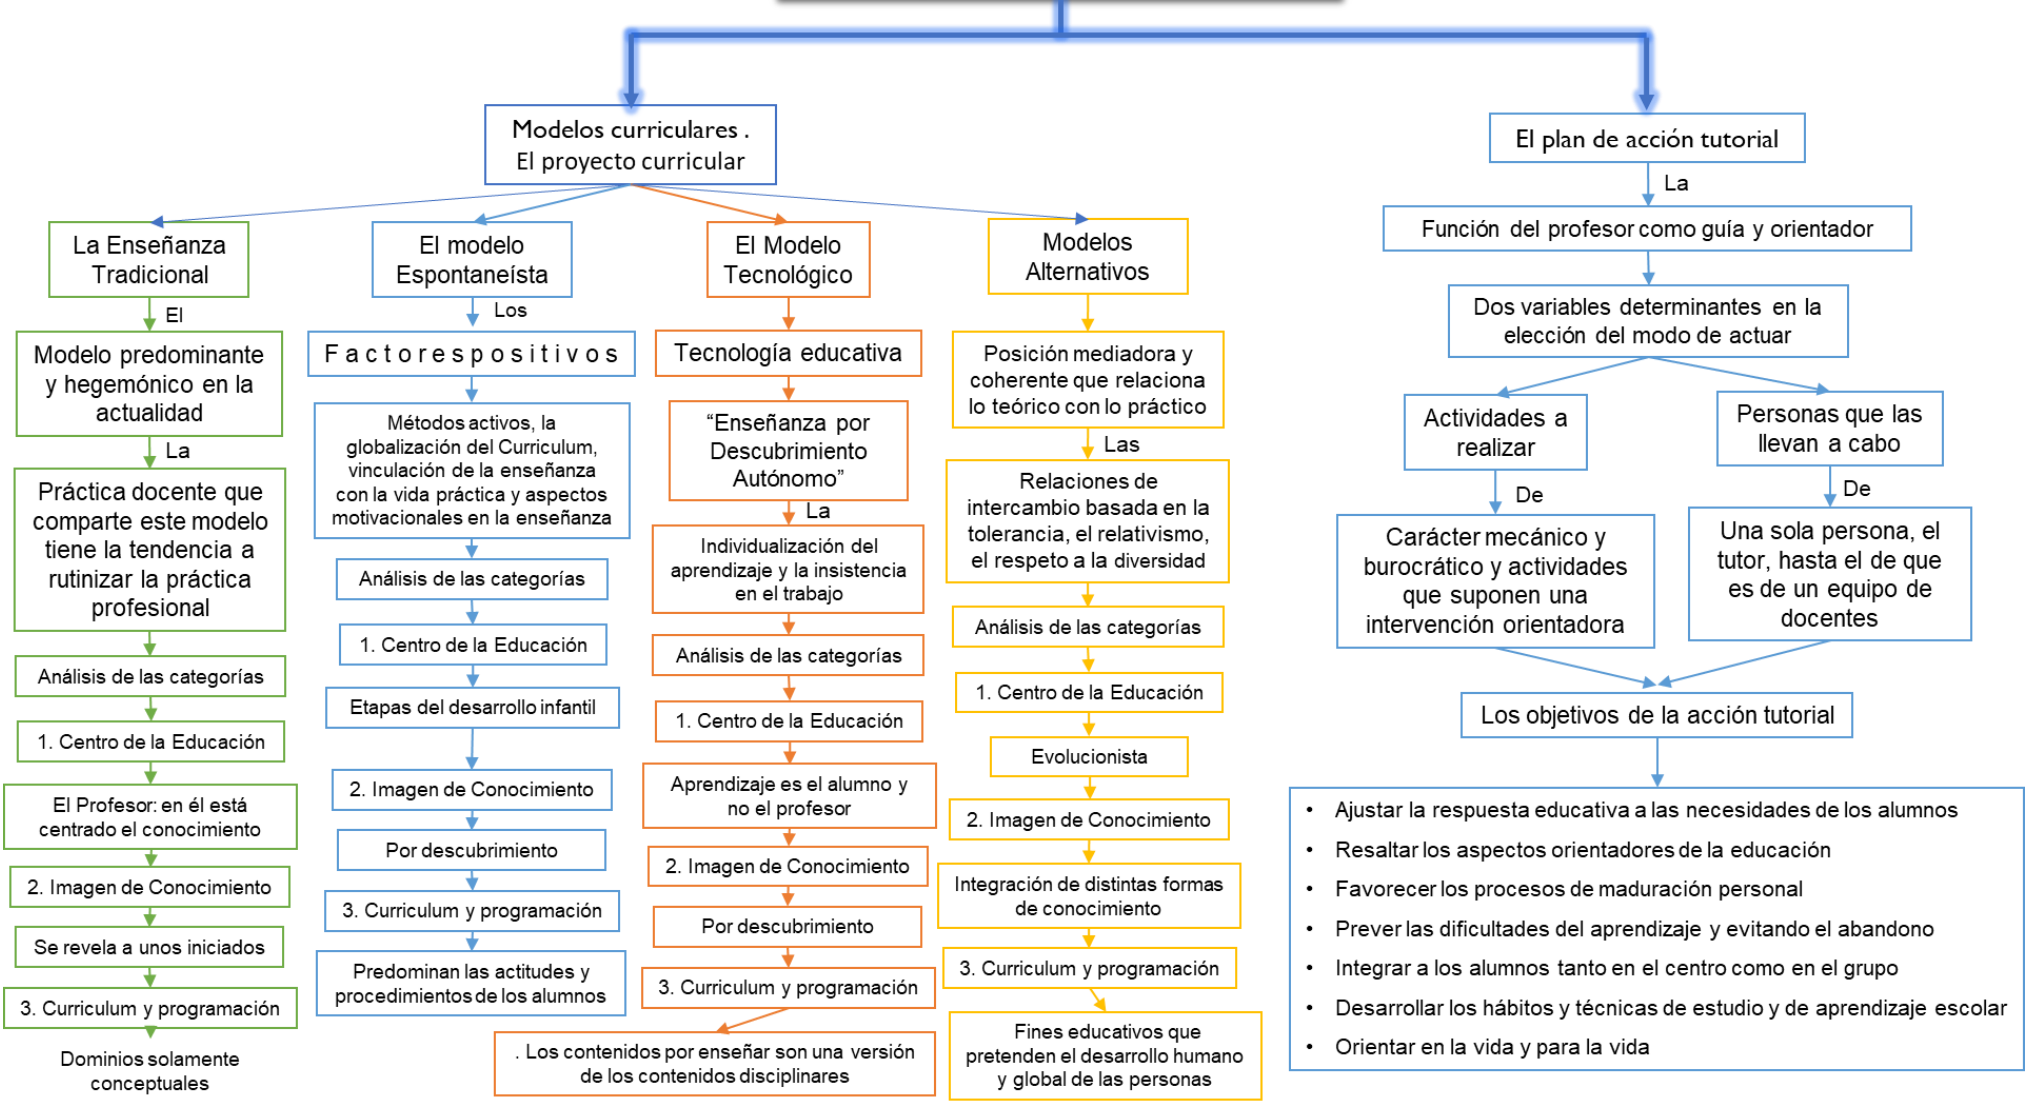 Modelos curriculares .
El proyecto curricular
La Enseñanza
Tradicional
El
Modelo predominante
y hegemónico en la
actualidad
La
Práctica docente que
comparte este modelo
tiene la tendencia a
rutinizar la práctica
profesional
Análisis de las categorías
1. Centro de la Educación
El Profesor: en él está
centrado el conocimiento
2. Imagen de Conocimiento
Se revela a unos iniciados
3. Curriculum y programación
Dominios solamente
conceptuales
El modelo
Espontaneísta
Los
Factores positivos
Métodos activos, la
globalización del Curriculum,
vinculación de la enseñanza
con la vida práctica y aspectos
motivacionales en la enseñanza
Análisis de las categorías
1. Centro de la Educación
Etapas del desarrollo infantil
2. Imagen de Conocimiento
Por descubrimiento
3. Curriculum y programación
Predominan las actitudes y
procedimientos de los alumnos
El Modelo
Tecnológico
Tecnología educativa
“Enseñanza por
Descubrimiento
Autónomo”
La
Individualización del
aprendizaje y la insistencia
en el trabajo
Análisis de las categorías
1. Centro de la Educación
Aprendizaje es el alumno y
no el profesor
2. Imagen de Conocimiento
Por descubrimiento
3. Curriculum y programación
. Los contenidos por enseñar son una versión
de los contenidos disciplinares
Modelos
Alternativos
Posición mediadora y
coherente que relaciona
lo teórico con lo práctico
Las
Relaciones de
intercambio basada en la
tolerancia, el relativismo,
el respeto a la diversidad
Análisis de las categorías
1. Centro de la Educación
Evolucionista
2. Imagen de Conocimiento
Integración de distintas formas
de conocimiento
3. Curriculum y programación
Fines educativos que
pretenden el desarrollo humano
y global de las personas
El plan de acción tutorial
La
Función del profesor como guía y orientador
Dos variables determinantes en la
elección del modo de actuar
Actividades a
realizar
De
Carácter mecánico y
burocrático y actividades
que suponen una
intervención orientadora
Personas que las
llevan a cabo
De
Una sola persona, el
tutor, hasta el de que
es de un equipo de
docentes
Los objetivos de la acción tutorial
• Ajustar la respuesta educativa a las necesidades de los alumnos
• Resaltar los aspectos orientadores de la educación
• Favorecer los procesos de maduración personal
• Prever las dificultades del aprendizaje y evitando el abandono
• Integrar a los alumnos tanto en el centro como en el grupo
• Desarrollar los hábitos y técnicas de estudio y de aprendizaje escolar
• Orientar en la vida y para la vida